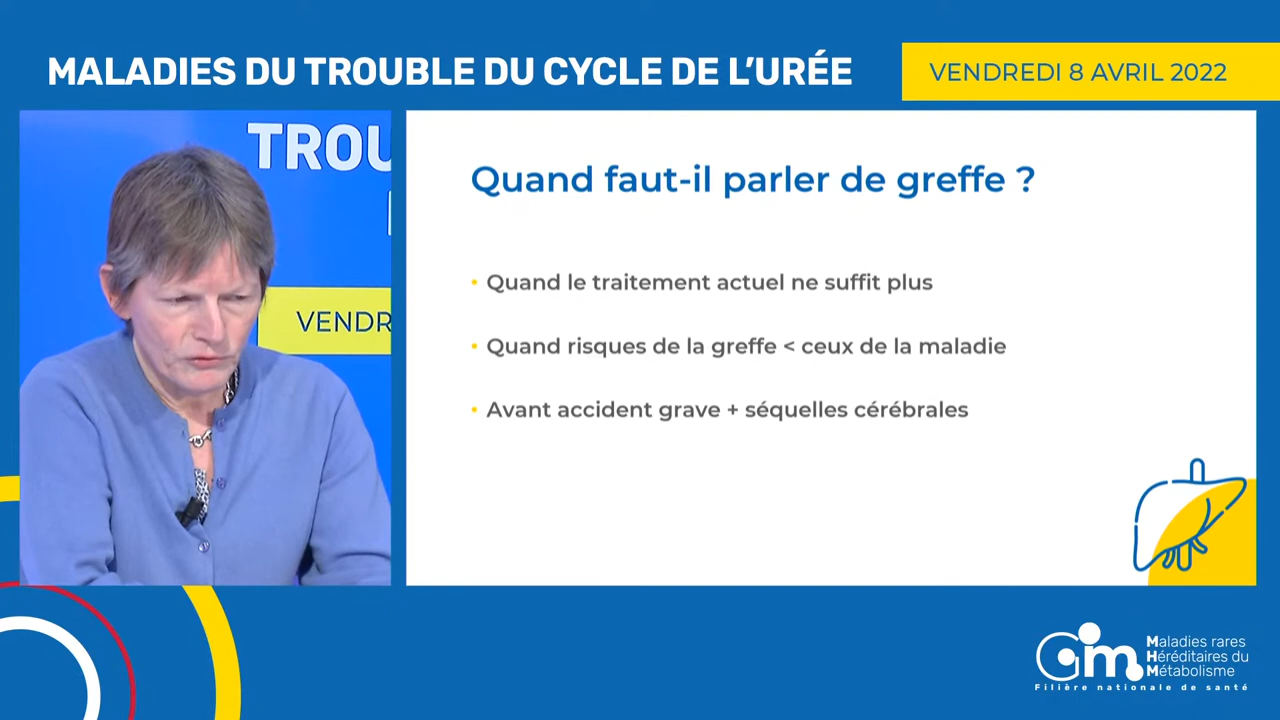 MALADIES DU TROUBLE DU CYCLE DE L'URÉE
VENDREDI 8 AVRIL 2022
TROU
VENDR
Quand faut-il parler de greffe ?
• Quand le traitement actuel ne suffit plus
• Quand risques de la greffe < ceux de la maladie
• Avant accident grave + séquelles cérébrales
Maladies rares
Héréditaires du
Métabolisme
Filière nationale de santé